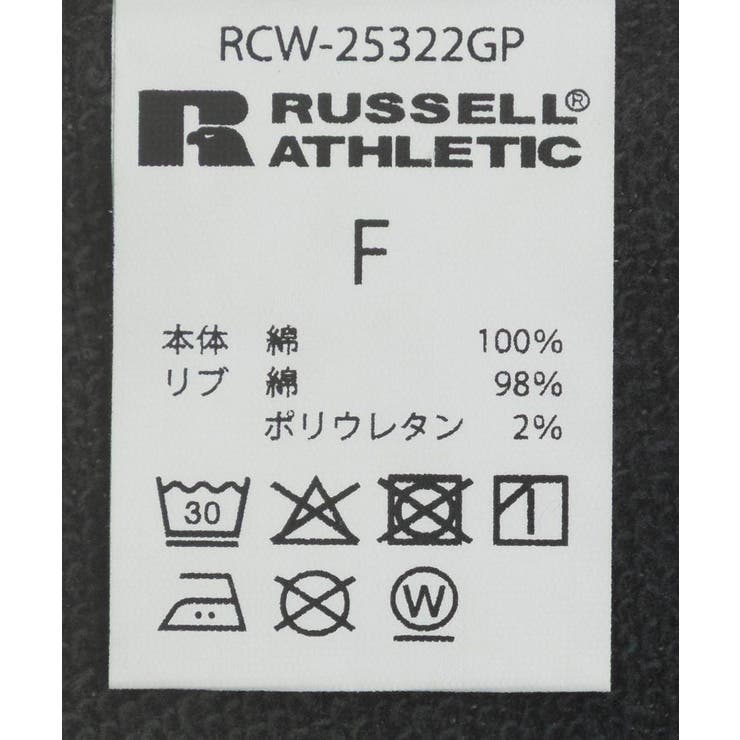 RCW-25322GP
RUSSELL®
ATHLETIC
F
本体 綿 100%
リブ 綿 98%
ポリウレタン 2%
30
W